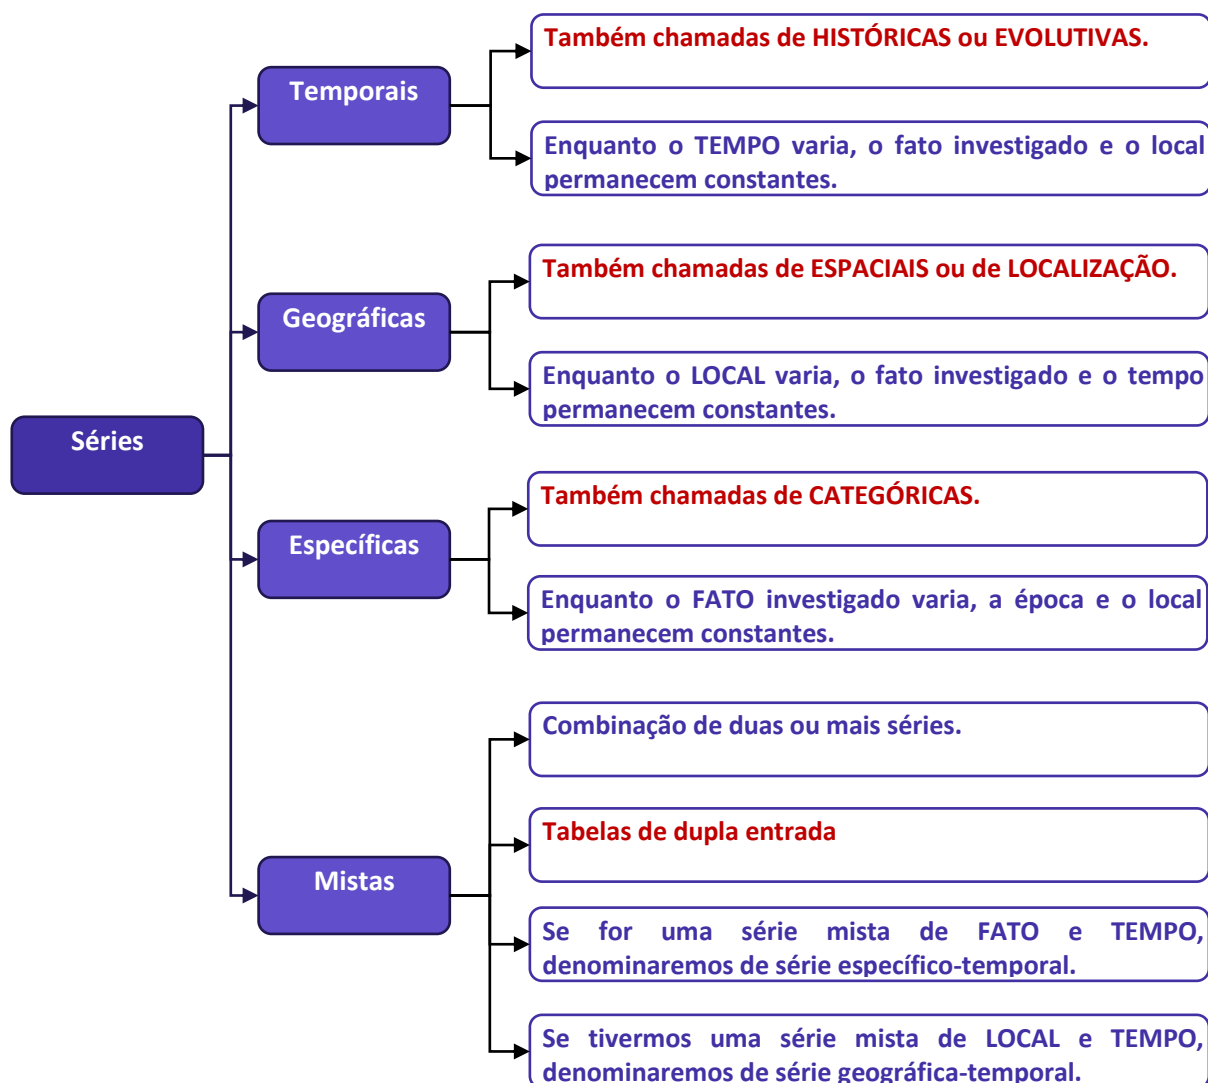 Séries
Temporais
Também chamadas de HISTÓRICAS ou EVOLUTIVAS.
Enquanto o TEMPO varia, o fato investigado e o local
permanecem constantes.
Geográficas
Também chamadas de ESPACIAIS ou de LOCALIZAÇÃO.
Enquanto o LOCAL varia, o fato investigado e o tempo
permanecem constantes.
Específicas
Também chamadas de CATEGÓRICAS.
Enquanto o FATO investigado varia, a época e o local
permanecem constantes.
Mistas
Combinação de duas ou mais séries.
Tabelas de dupla entrada
Se for uma série mista de FATO e TEMPO,
denominaremos de série específico-temporal.
Se tivermos uma série mista de LOCAL e TEMPO,
denominaremos de série geográfica-temporal.